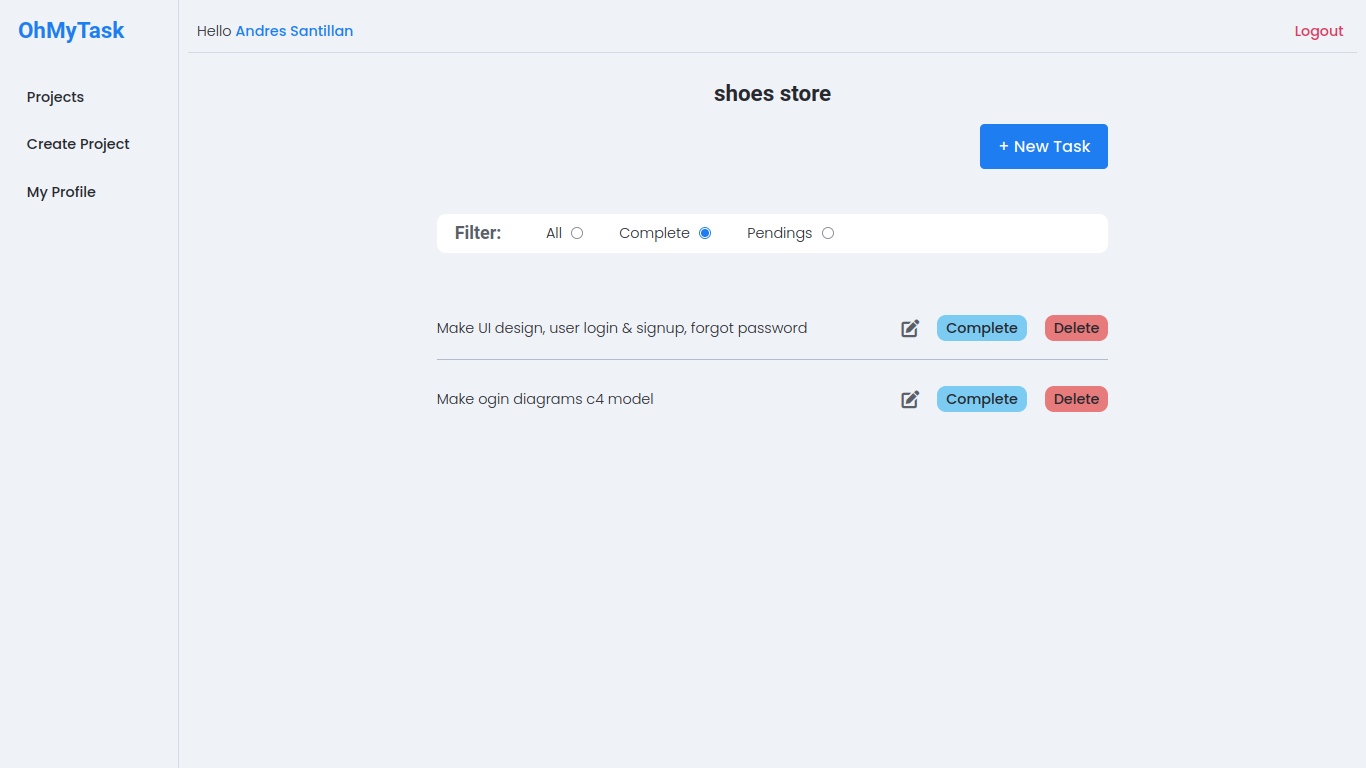 OhMyTask
Hello Andres Santillan
Logout
Projects
Create Project
My Profile
shoes store
+ New Task
Filter: All Complete Pendings
Make UI design, user login & signup, forgot password Complete Delete
Make ogin diagrams c4 model Complete Delete